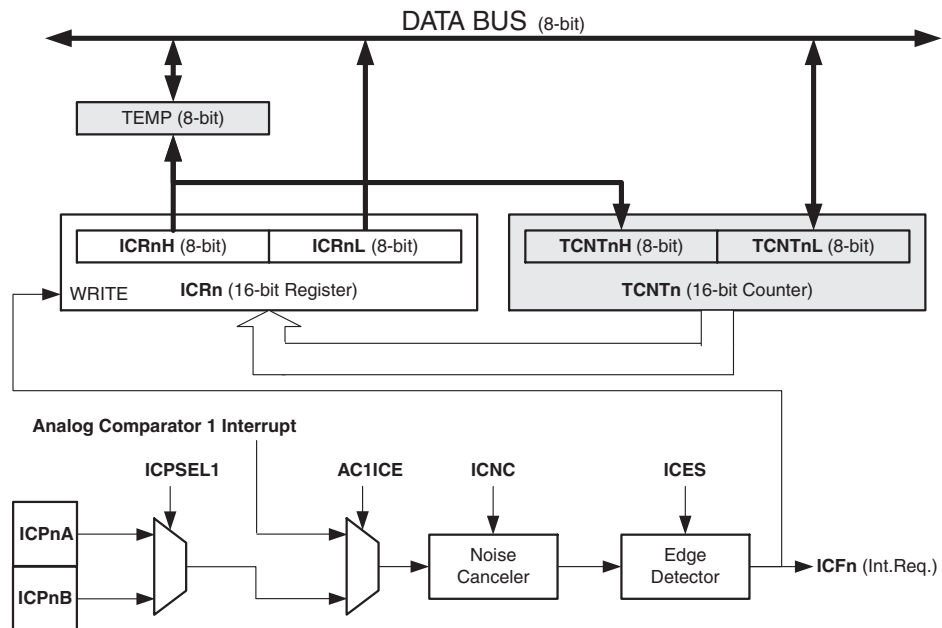 DATA BUS (8-bit)
TEMP (8-bit)
ICRnH (8-bit) ICRnL (8-bit)
WRITE
ICRn (16-bit Register)
TCNTnH (8-bit) TCNTnL (8-bit)
TCNTn (16-bit Counter)
Analog Comparator 1 Interrupt
ICPSEL1
AC1ICE
ICNC
ICES
ICPnA
ICPnB
Noise
Canceler
Edge
Detector
ICFn (Int.Req.)